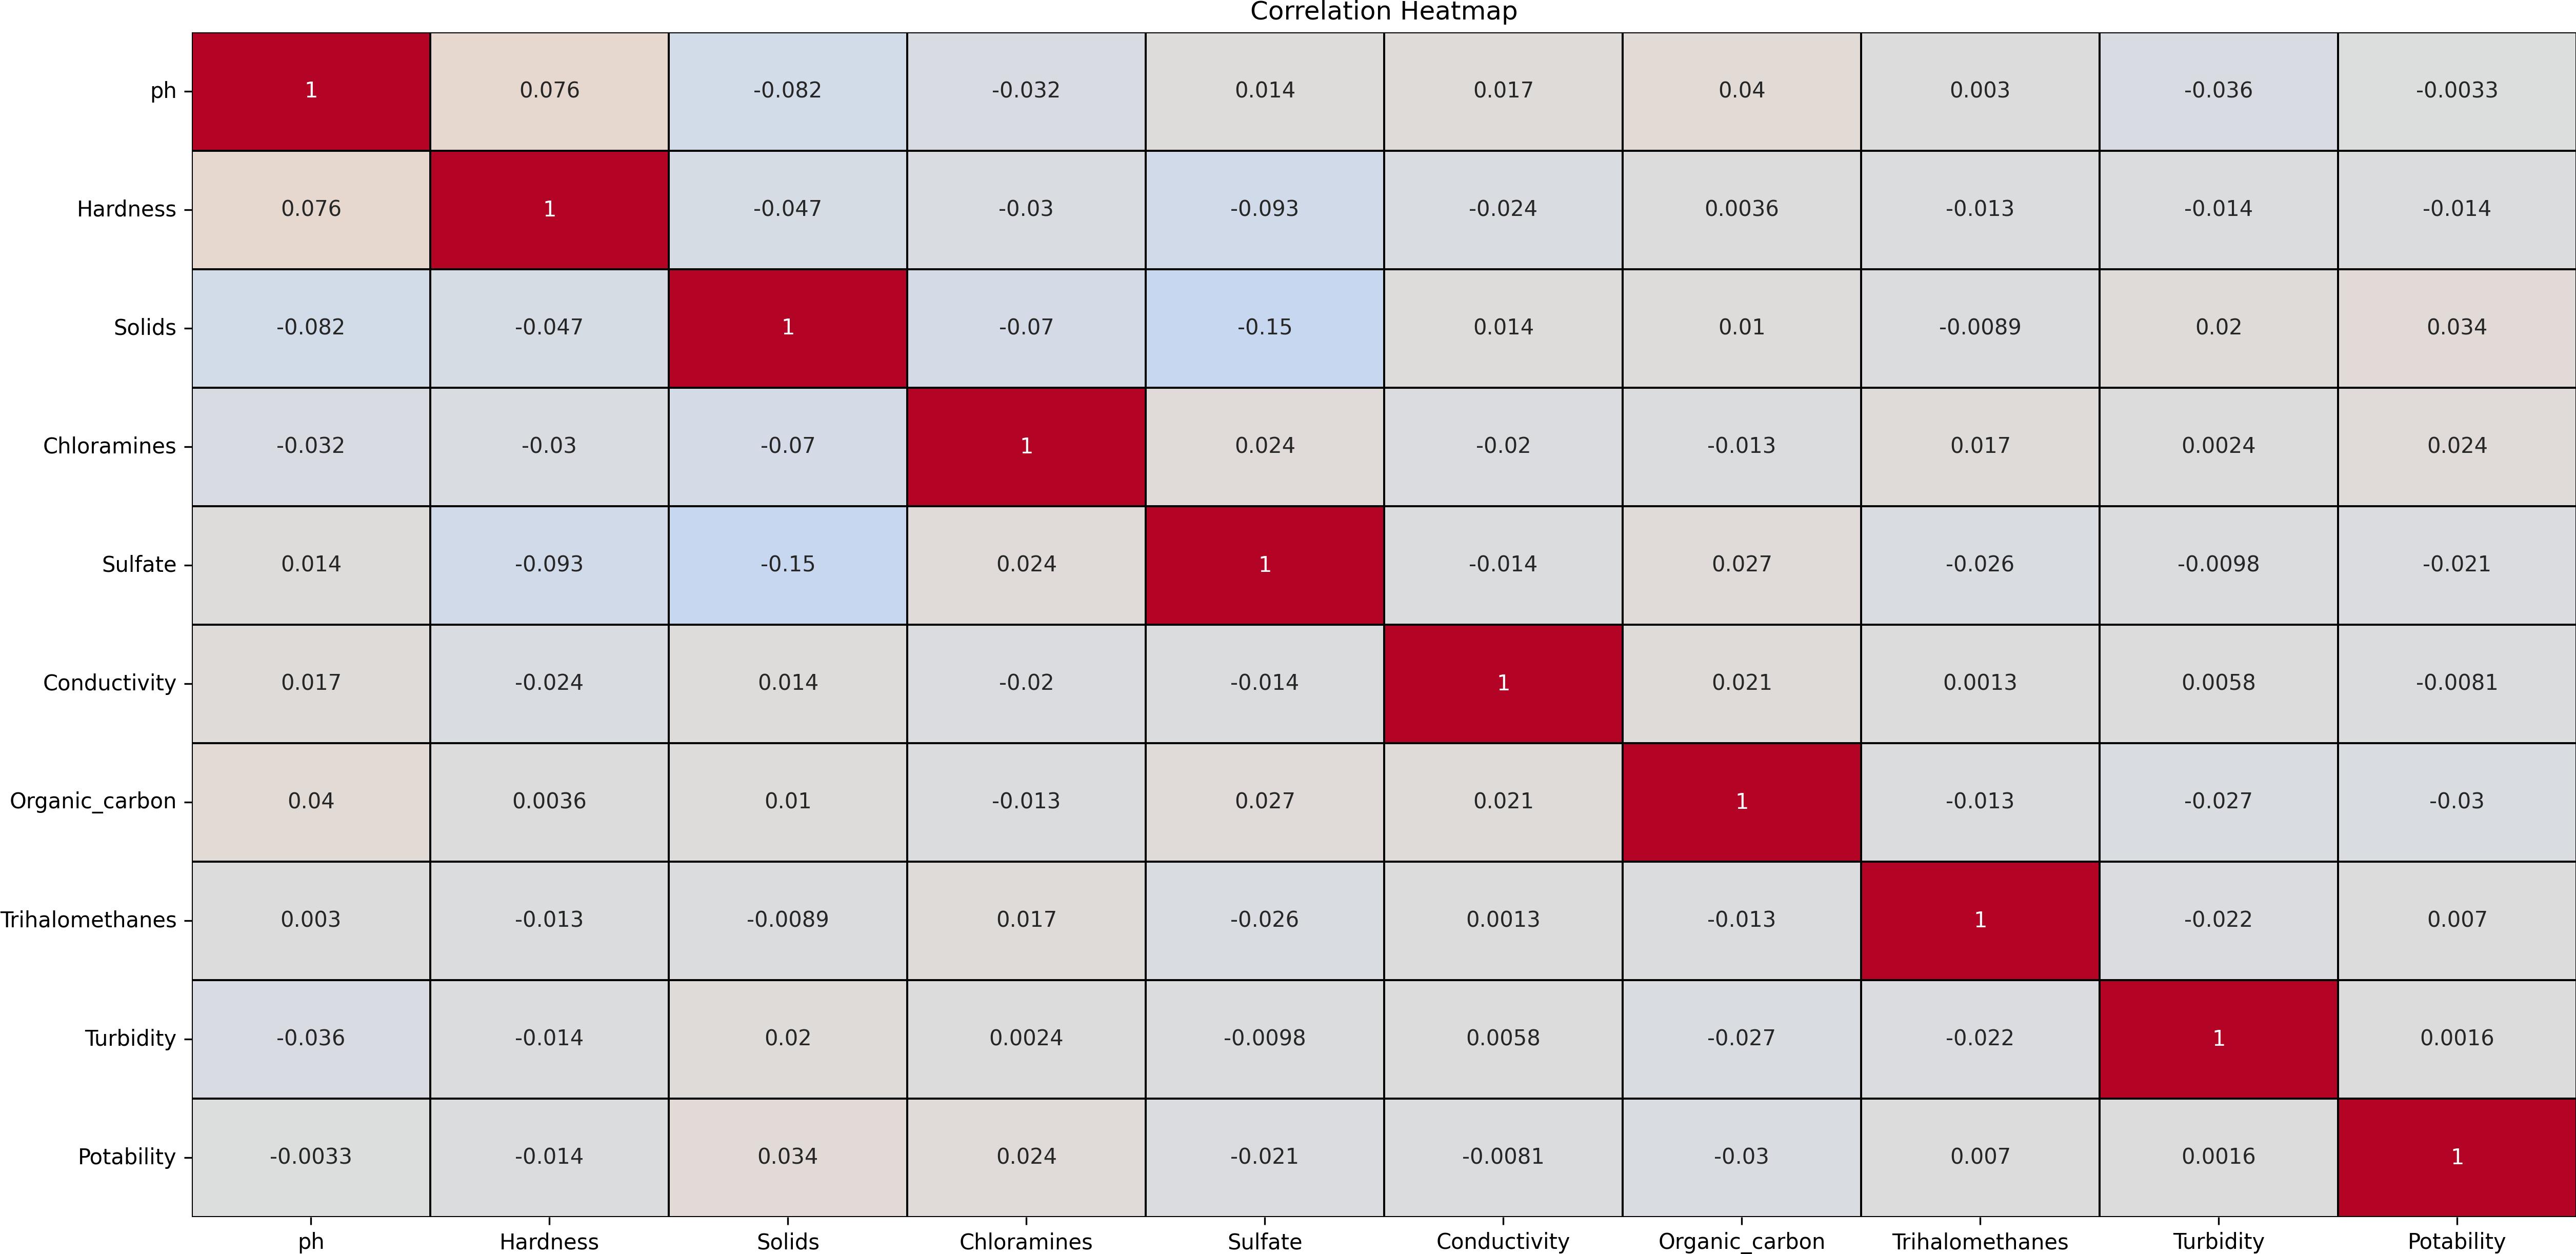 Correlation Heatmap
ph 1 0.076 -0.082 -0.032 0.014 0.017 0.04 0.003 -0.036 -0.0033
Hardness 0.076 1 -0.047 -0.03 -0.093 -0.024 0.0036 -0.013 -0.014 -0.014
Solids -0.082 -0.047 1 -0.07 -0.15 0.014 0.01 -0.0089 0.02 0.034
Chloramines -0.032 -0.03 -0.07 1 0.024 -0.02 -0.013 0.017 0.0024 0.024
Sulfate 0.014 -0.093 -0.15 0.024 1 -0.014 0.027 -0.026 -0.0098 -0.021
Conductivity 0.017 -0.024 0.014 -0.02 -0.014 1 0.021 0.0013 0.0058 -0.0081
Organic_carbon 0.04 0.0036 0.01 -0.013 0.027 0.021 1 -0.013 -0.027 -0.03
Trihalomethanes 0.003 -0.013 -0.0089 0.017 -0.026 0.0013 -0.013 1 -0.022 0.007
Turbidity -0.036 -0.014 0.02 0.0024 -0.0098 0.0058 -0.027 -0.022 1 0.0016
Potability -0.0033 -0.014 0.034 0.024 -0.021 -0.0081 -0.03 0.007 0.0016 1
ph Hardness Solids Chloramines Sulfate Conductivity Organic_carbon Trihalomethanes Turbidity Potability